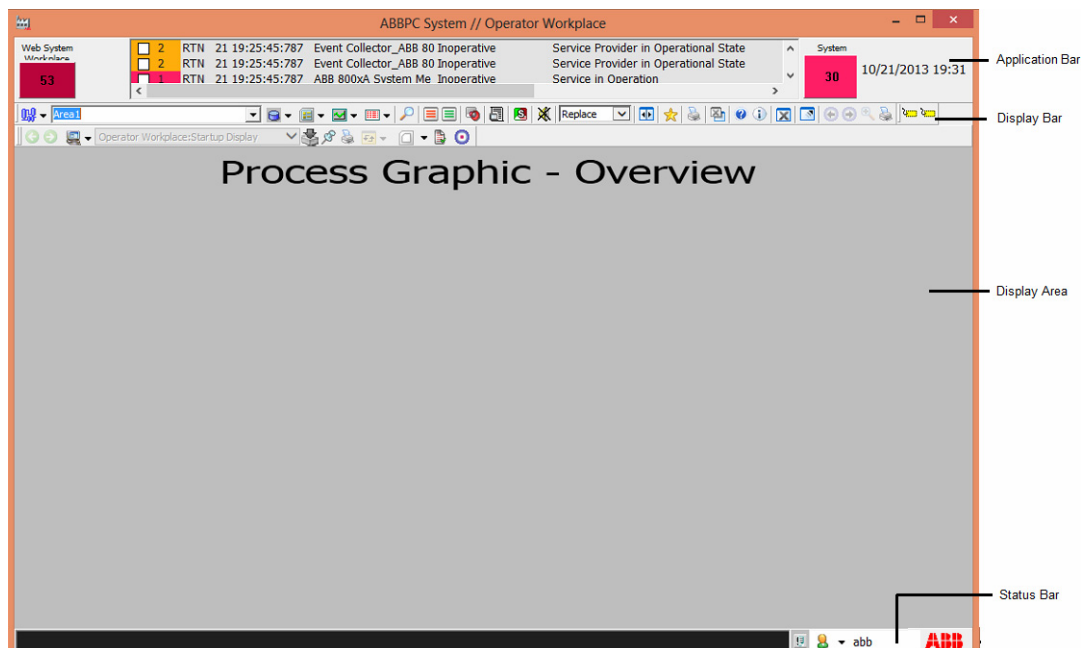 ABBPC System // Operator Workplace
Web System
Workplace
53
2 RTN 21 19:25:45:787 Event Collector_ABB 80 Inoperative Service Provider in Operational State
2 RTN 21 19:25:45:787 Event Collector_ABB 80 Inoperative Service Provider in Operational State
1 RTN 21 19:25:45:787 ABB 800xA System Me Inoperative Service in Operation
System
30
10/21/2013 19:31
Application Bar
Area1
Replace
Display Bar
Operator Workplace:Startup Display
Process Graphic - Overview
Display Area
Status Bar
abb
ABB